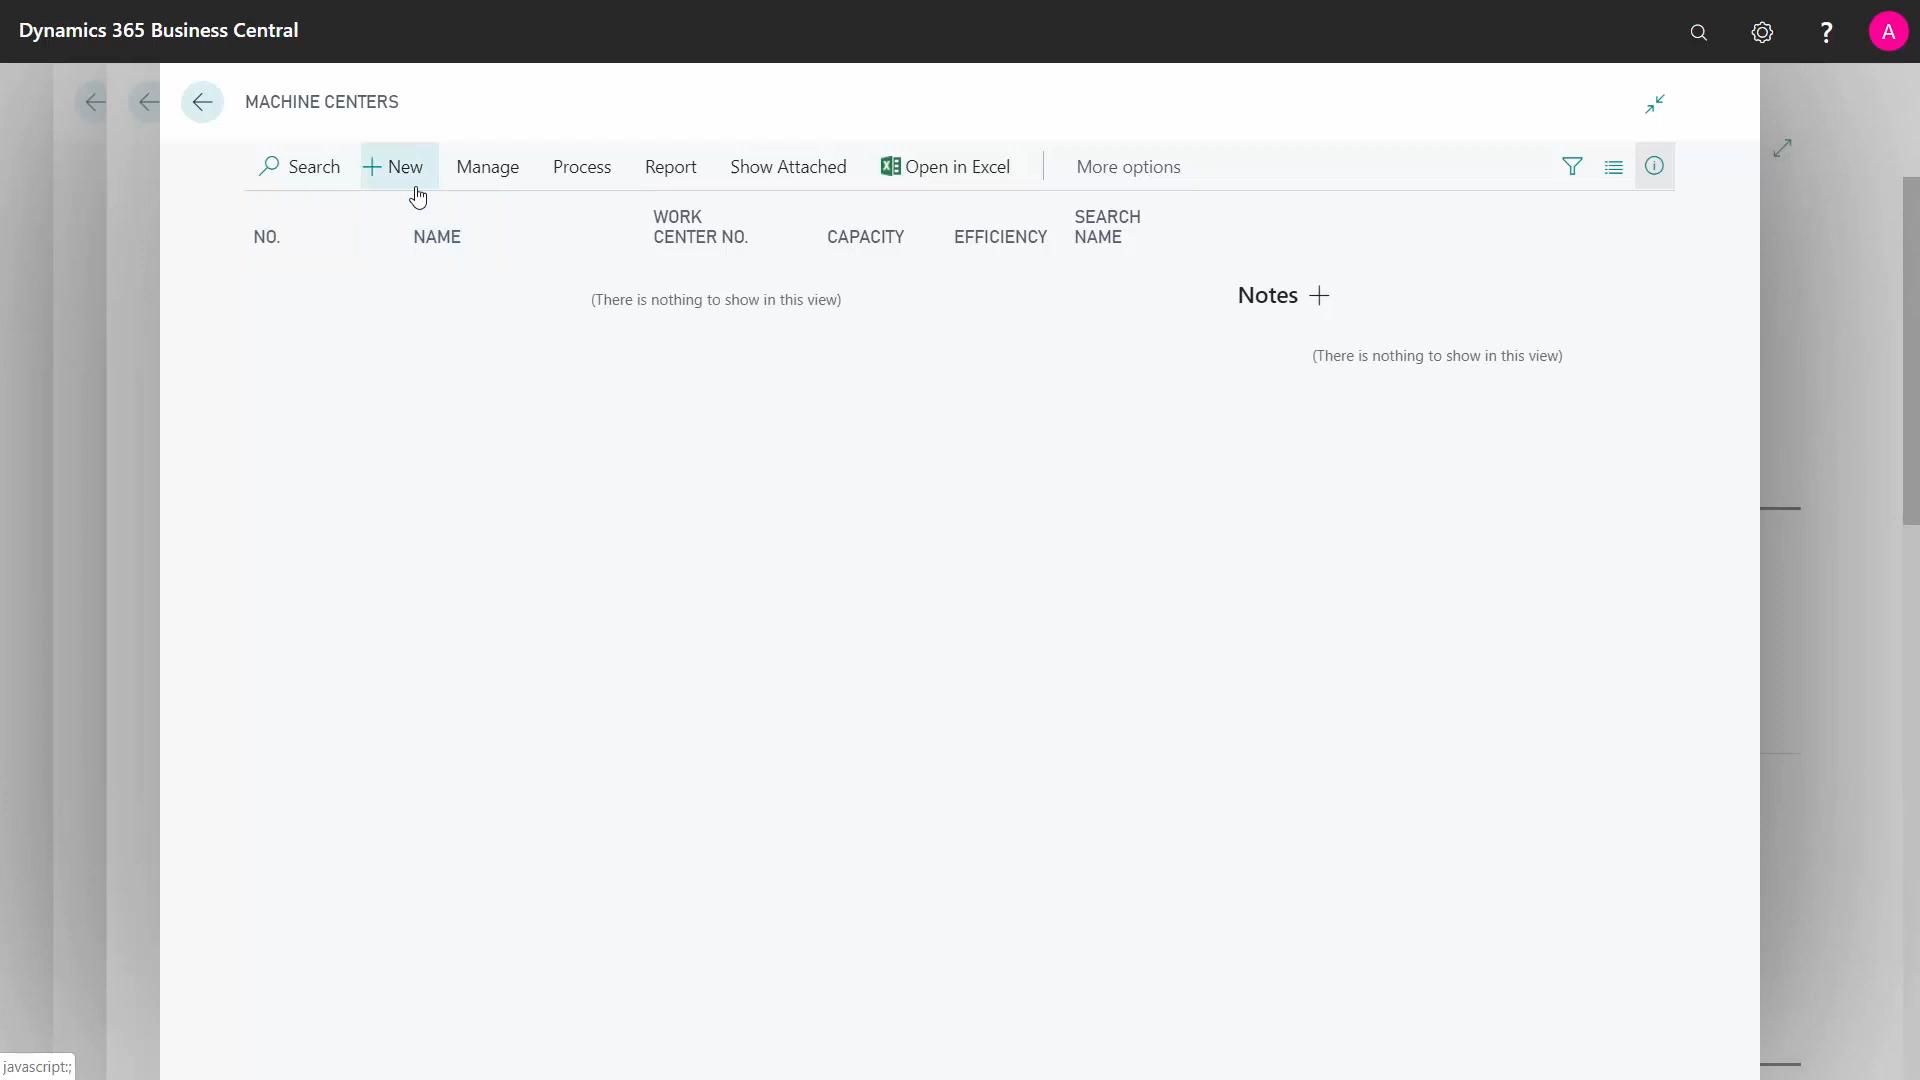 Dynamics 365 Business Central
?
A
MACHINE CENTERS
Search
New
Manage
Process
Report
Show Attached
Open in Excel
More options
NO.
NAME
WORK
CENTER NO.
CAPACITY
EFFICIENCY
SEARCH
NAME
(There is nothing to show in this view)
Notes
(There is nothing to show in this view)
javascript:;